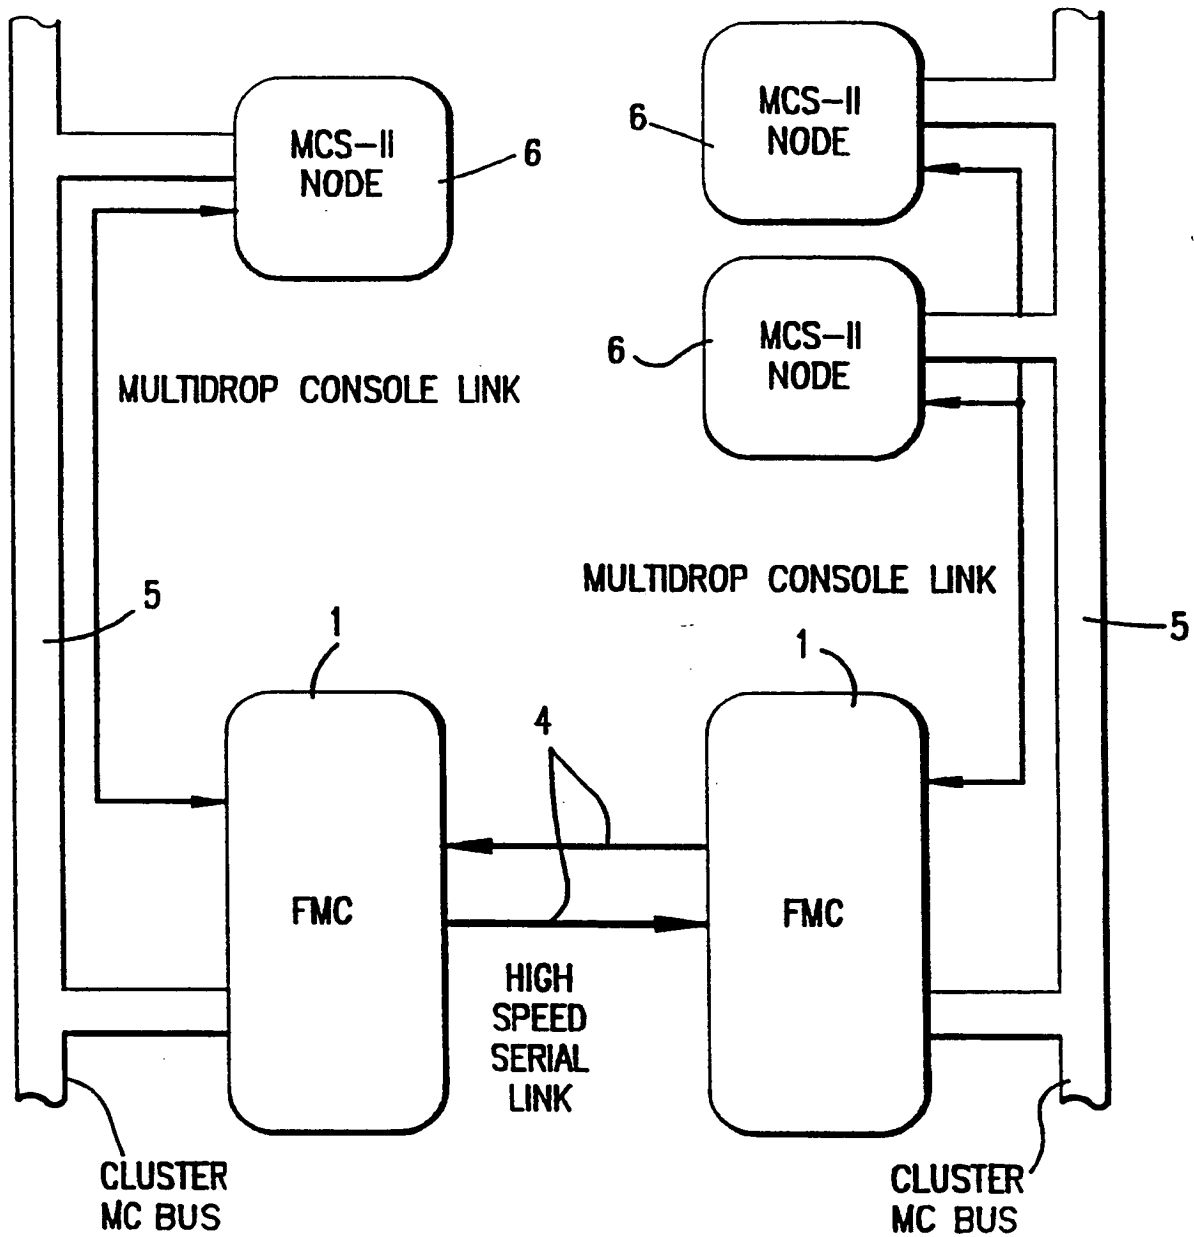 MCS-II
NODE
6
MCS-II
NODE
6
MCS-II
NODE
6
MULTIDROP CONSOLE LINK
MULTIDROP CONSOLE LINK
5
5
1
1
4
FMC
FMC
HIGH
SPEED
SERIAL
LINK
CLUSTER
MC BUS
CLUSTER
MC BUS